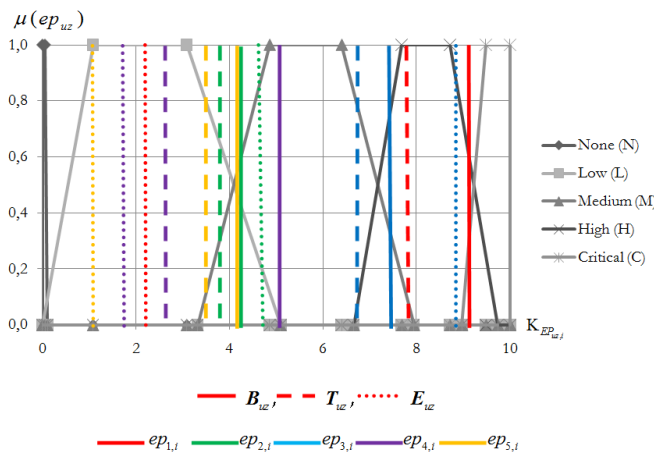 μ(ep_uz)
1,0
0,8
0,6
0,4
0,2
0,0
0 2 4 6 8 10
K_EP_uz,i
None (N)
Low (L)
Medium (M)
High (H)
Critical (C)
B_uz, T_uz, E_uz
ep_1,i ep_2,i ep_3,i ep_4,i ep_5,i